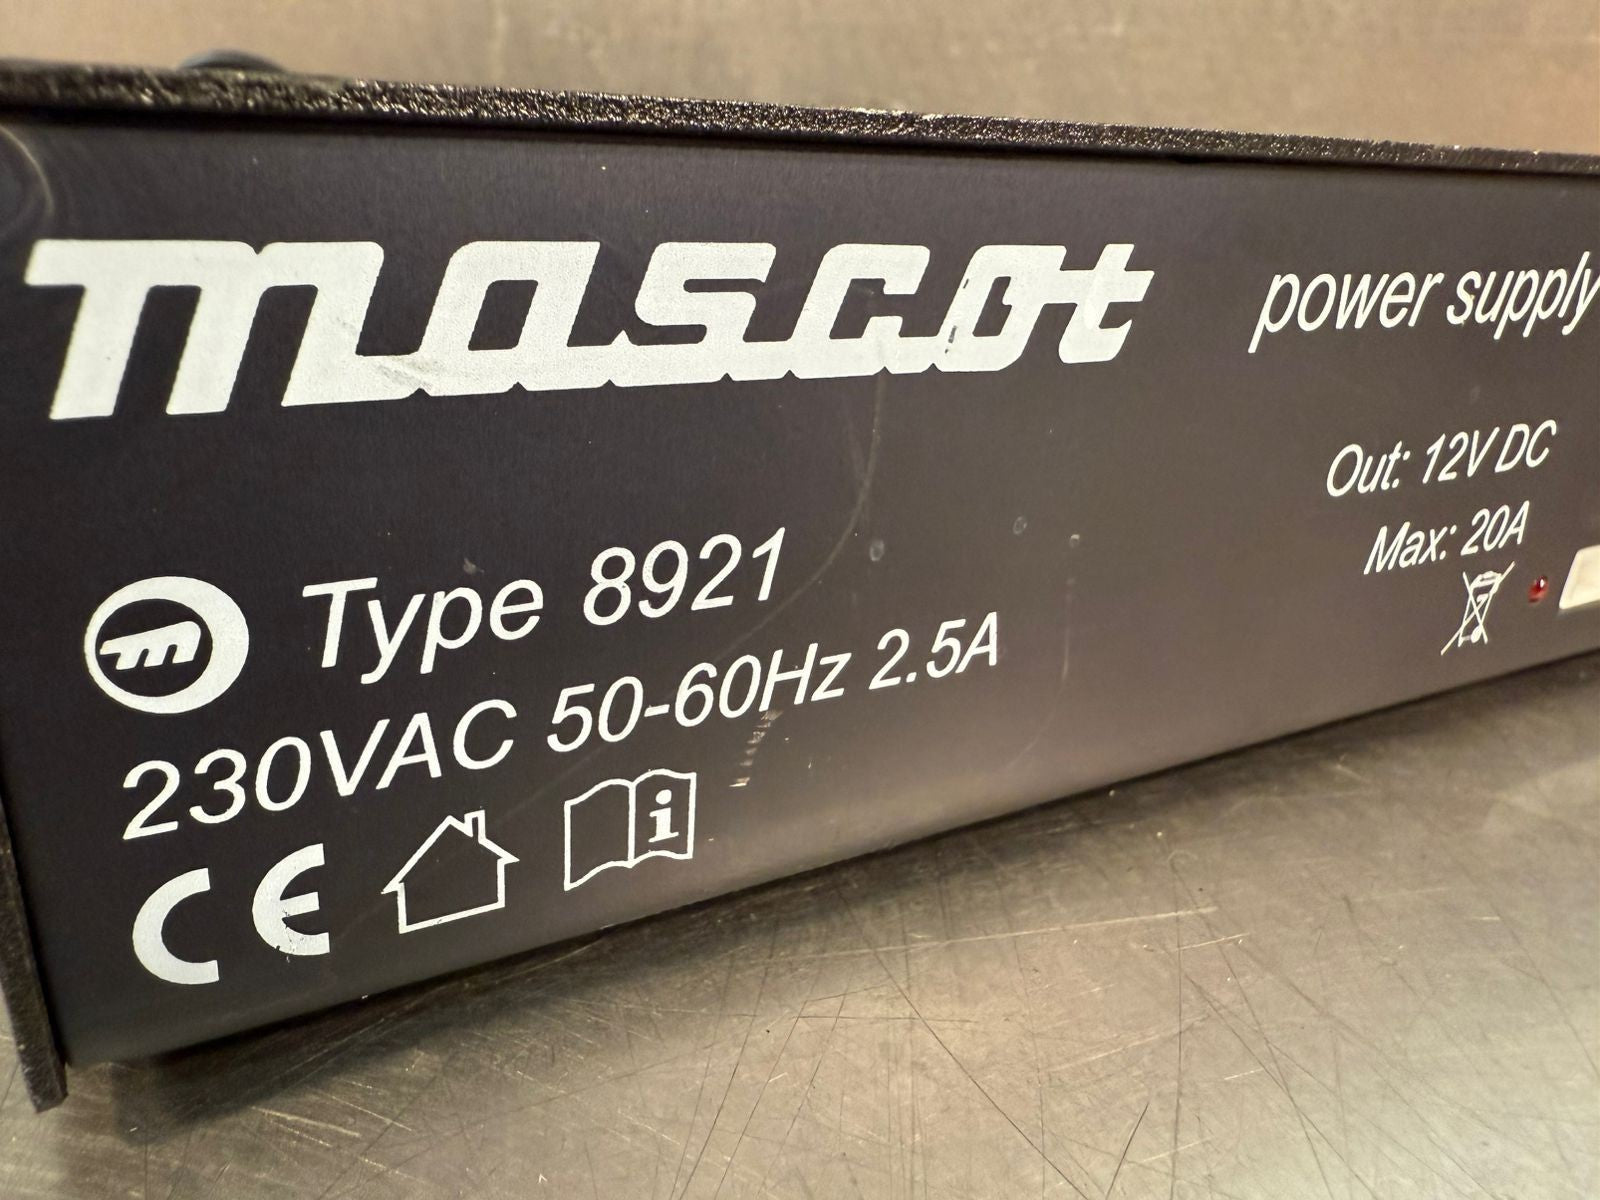 mascot
power supply
Out: 12V DC
Max: 20A
m Type 8921
230VAC 50-60Hz 2.5A
CE i